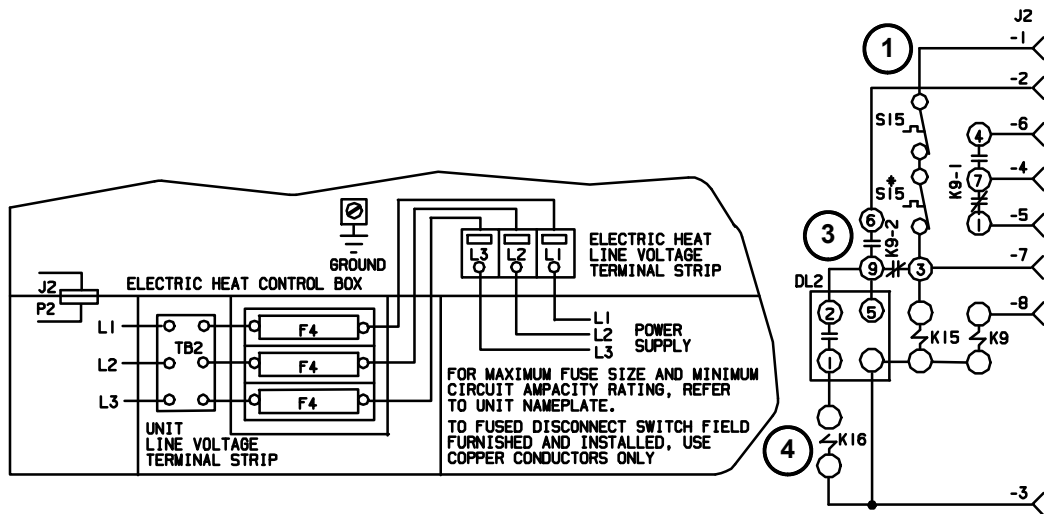 J2
-1
1
-2
S15
-6
4
-4
7
K9-1
S15*
-5
1
3
6
K9-2
GROUND
L3 L2 L1
ELECTRIC HEAT
LINE VOLTAGE
TERMINAL STRIP
9
3
-7
J2
P2
ELECTRIC HEAT CONTROL BOX
DL2
2
5
-8
K15
K9
1
L1
L2
L3
TB2
F4
F4
F4
L1
L2
L3
POWER
SUPPLY
FOR MAXIMUM FUSE SIZE AND MINIMUM
CIRCUIT AMPACITY RATING, REFER
TO UNIT NAMEPLATE.
TO FUSED DISCONNECT SWITCH FIELD
FURNISHED AND INSTALLED, USE
COPPER CONDUCTORS ONLY
UNIT
LINE VOLTAGE
TERMINAL STRIP
4
K16
-3